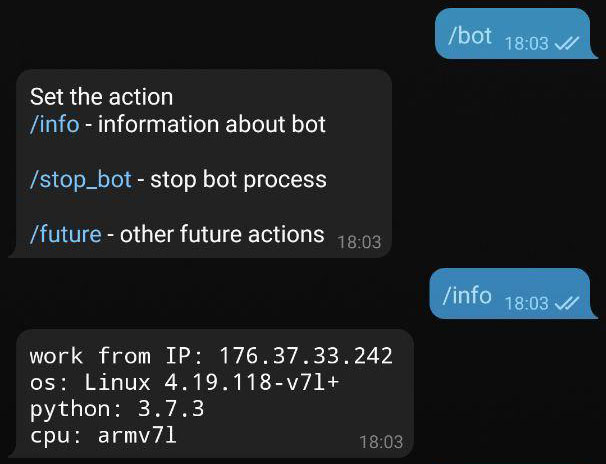 /bot 18:03
Set the action
/info - information about bot
/stop_bot - stop bot process
/future - other future actions 18:03
/info 18:03
work from IP: 176.37.33.242
os: Linux 4.19.118-v7l+
python: 3.7.3
cpu: armv7l
18:03